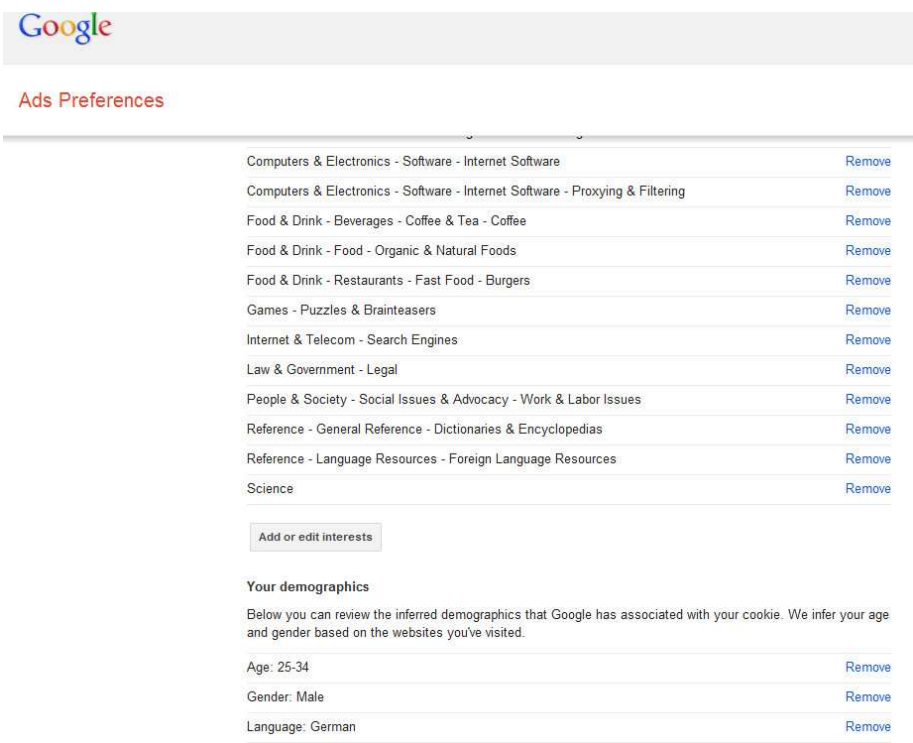 Google
Ads Preferences
Computers & Electronics - Software - Internet Software Remove
Computers & Electronics - Software - Internet Software - Proxying & Filtering Remove
Food & Drink - Beverages - Coffee & Tea - Coffee Remove
Food & Drink - Food - Organic & Natural Foods Remove
Food & Drink - Restaurants - Fast Food - Burgers Remove
Games - Puzzles & Brainteasers Remove
Internet & Telecom - Search Engines Remove
Law & Government - Legal Remove
People & Society - Social Issues & Advocacy - Work & Labor Issues Remove
Reference - General Reference - Dictionaries & Encyclopedias Remove
Reference - Language Resources - Foreign Language Resources Remove
Science Remove
Add or edit interests
Your demographics
Below you can review the inferred demographics that Google has associated with your cookie. We infer your age
and gender based on the websites you've visited.
Age: 25-34 Remove
Gender: Male Remove
Language: German Remove